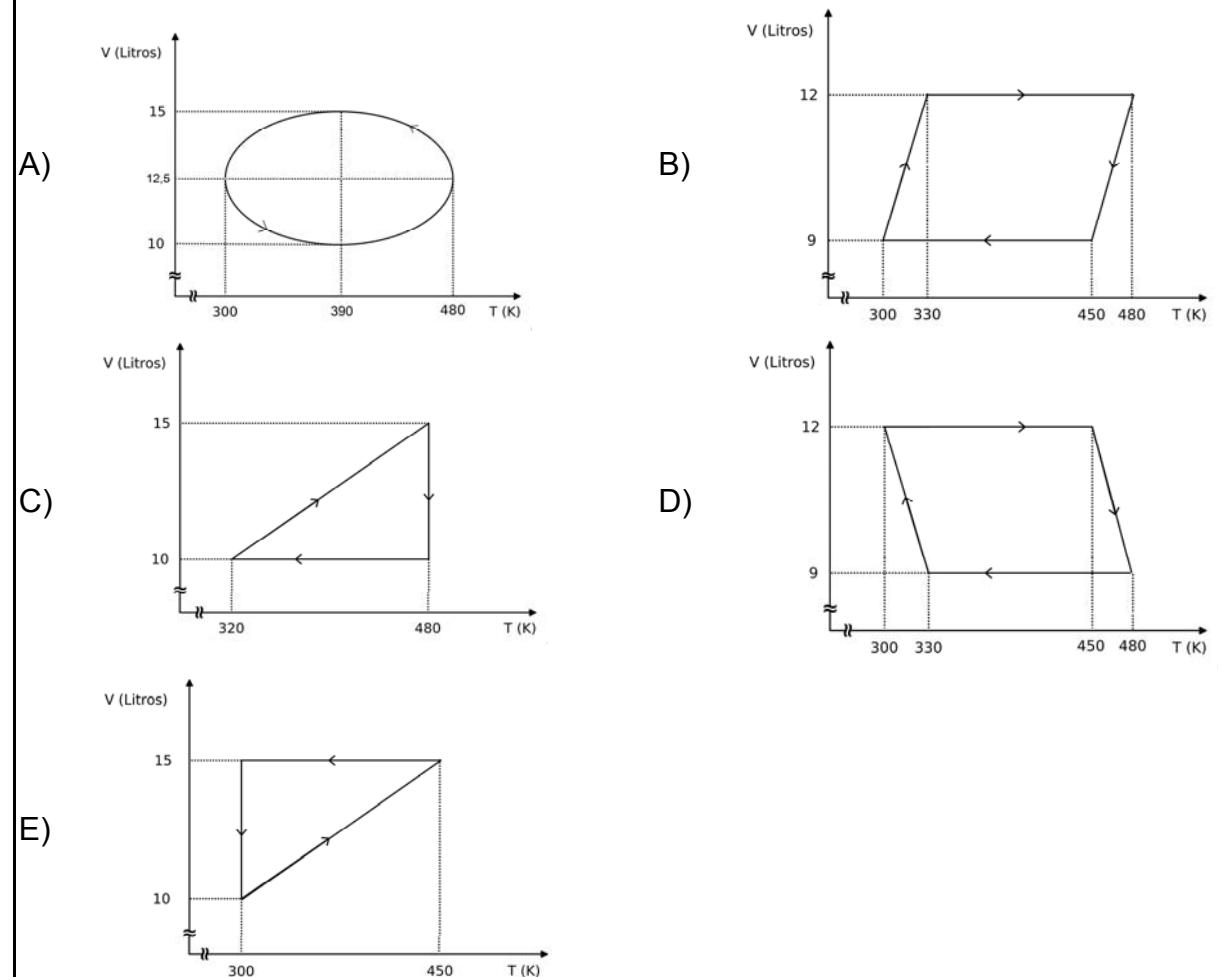 A)
V (Litros)
15
12,5
10
300 390 480 T (K)
B)
V (Litros)
12
9
300 330 450 480 T (K)
C)
V (Litros)
15
10
320 480 T (K)
D)
V (Litros)
12
9
300 330 450 480 T (K)
E)
V (Litros)
15
10
300 450 T (K)